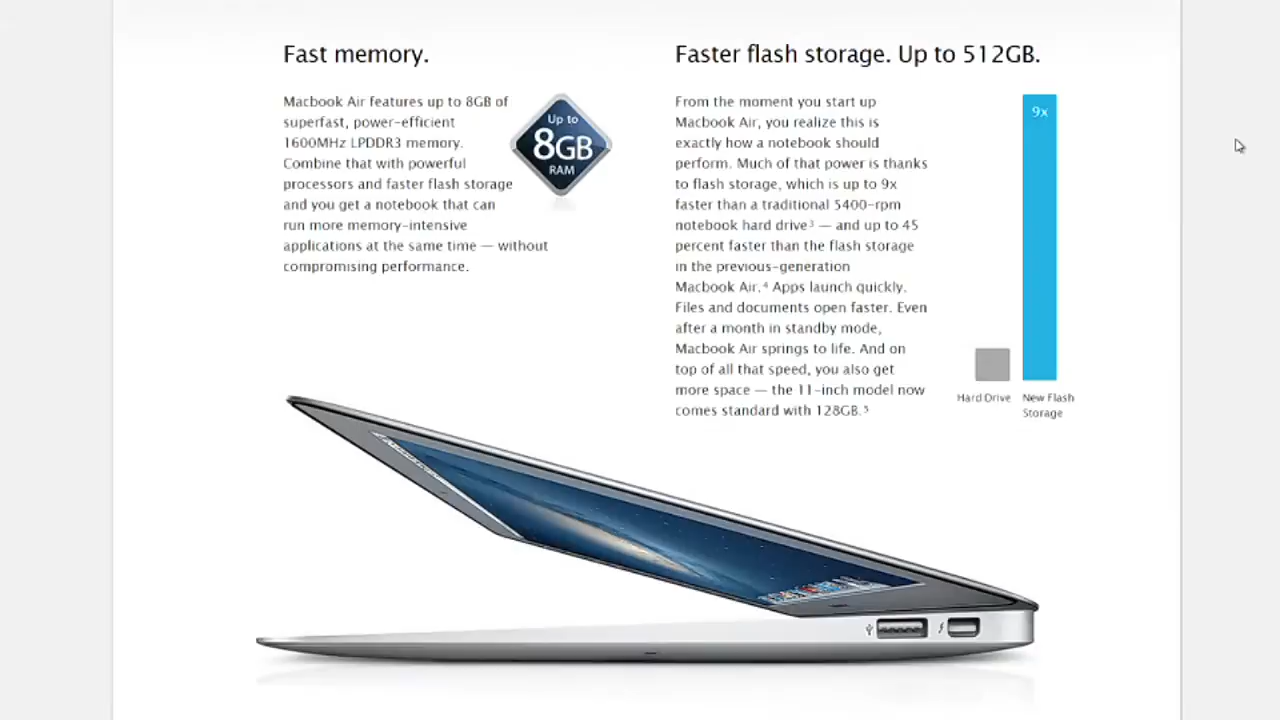 Fast memory.
Macbook Air features up to 8GB of
superfast, power-efficient
1600MHz LPDDR3 memory.
Combine that with powerful
processors and faster flash storage
and you get a notebook that can
run more memory-intensive
applications at the same time — without
compromising performance.
Up to
8GB
RAM
Faster flash storage. Up to 512GB.
From the moment you start up
Macbook Air, you realize this is
exactly how a notebook should
perform. Much of that power is thanks
to flash storage, which is up to 9x
faster than a traditional 5400-rpm
notebook hard drive³ — and up to 45
percent faster than the flash storage
in the previous-generation
Macbook Air.⁴ Apps launch quickly.
Files and documents open faster. Even
after a month in standby mode,
Macbook Air springs to life. And on
top of all that speed, you also get
more space — the 11-inch model now
comes standard with 128GB.⁵
9x
Hard Drive
New Flash
Storage